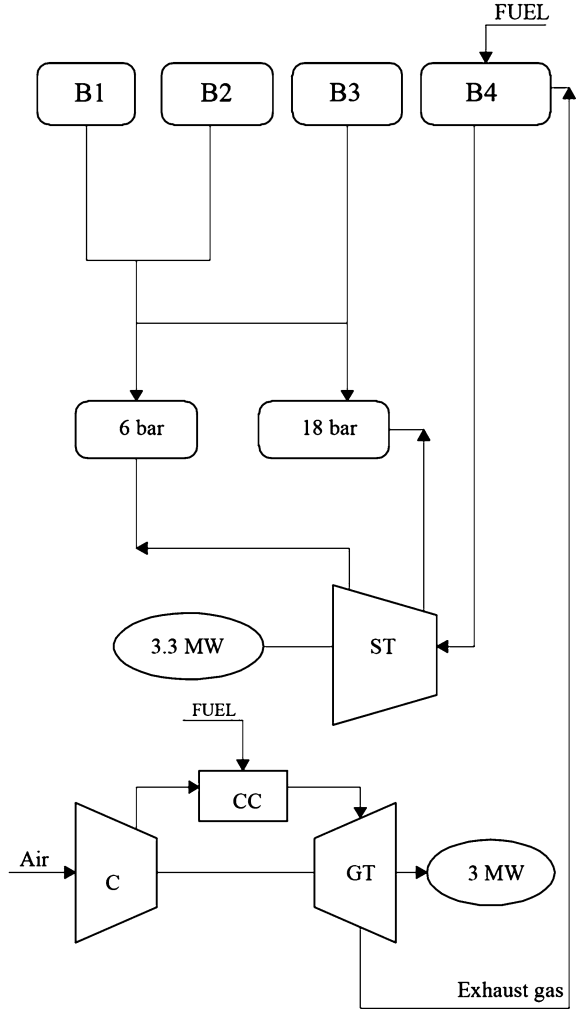 FUEL
B1
B2
B3
B4
6 bar
18 bar
3.3 MW
ST
FUEL
CC
Air
C
GT
3 MW
Exhaust gas